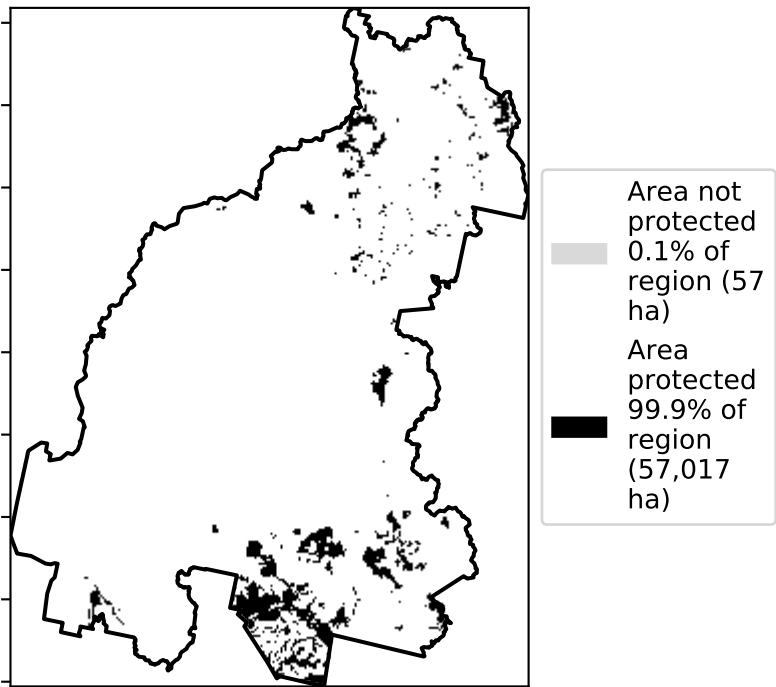 Area not
protected
0.1% of
region (57
ha)
Area
protected
99.9% of
region
(57,017
ha)